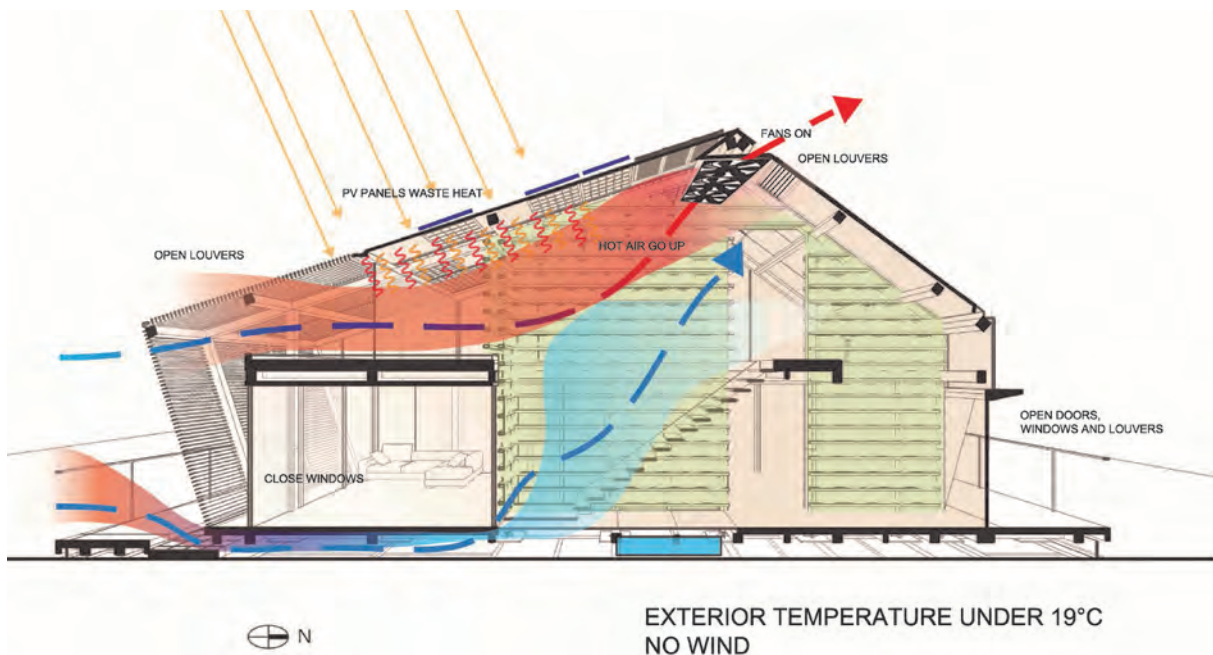 FANS ON
OPEN LOUVERS
PV PANELS WASTE HEAT
HOT AIR GO UP
OPEN LOUVERS
OPEN DOORS,
WINDOWS AND LOUVERS
CLOSE WINDOWS
EXTERIOR TEMPERATURE UNDER 19°C
NO WIND
N